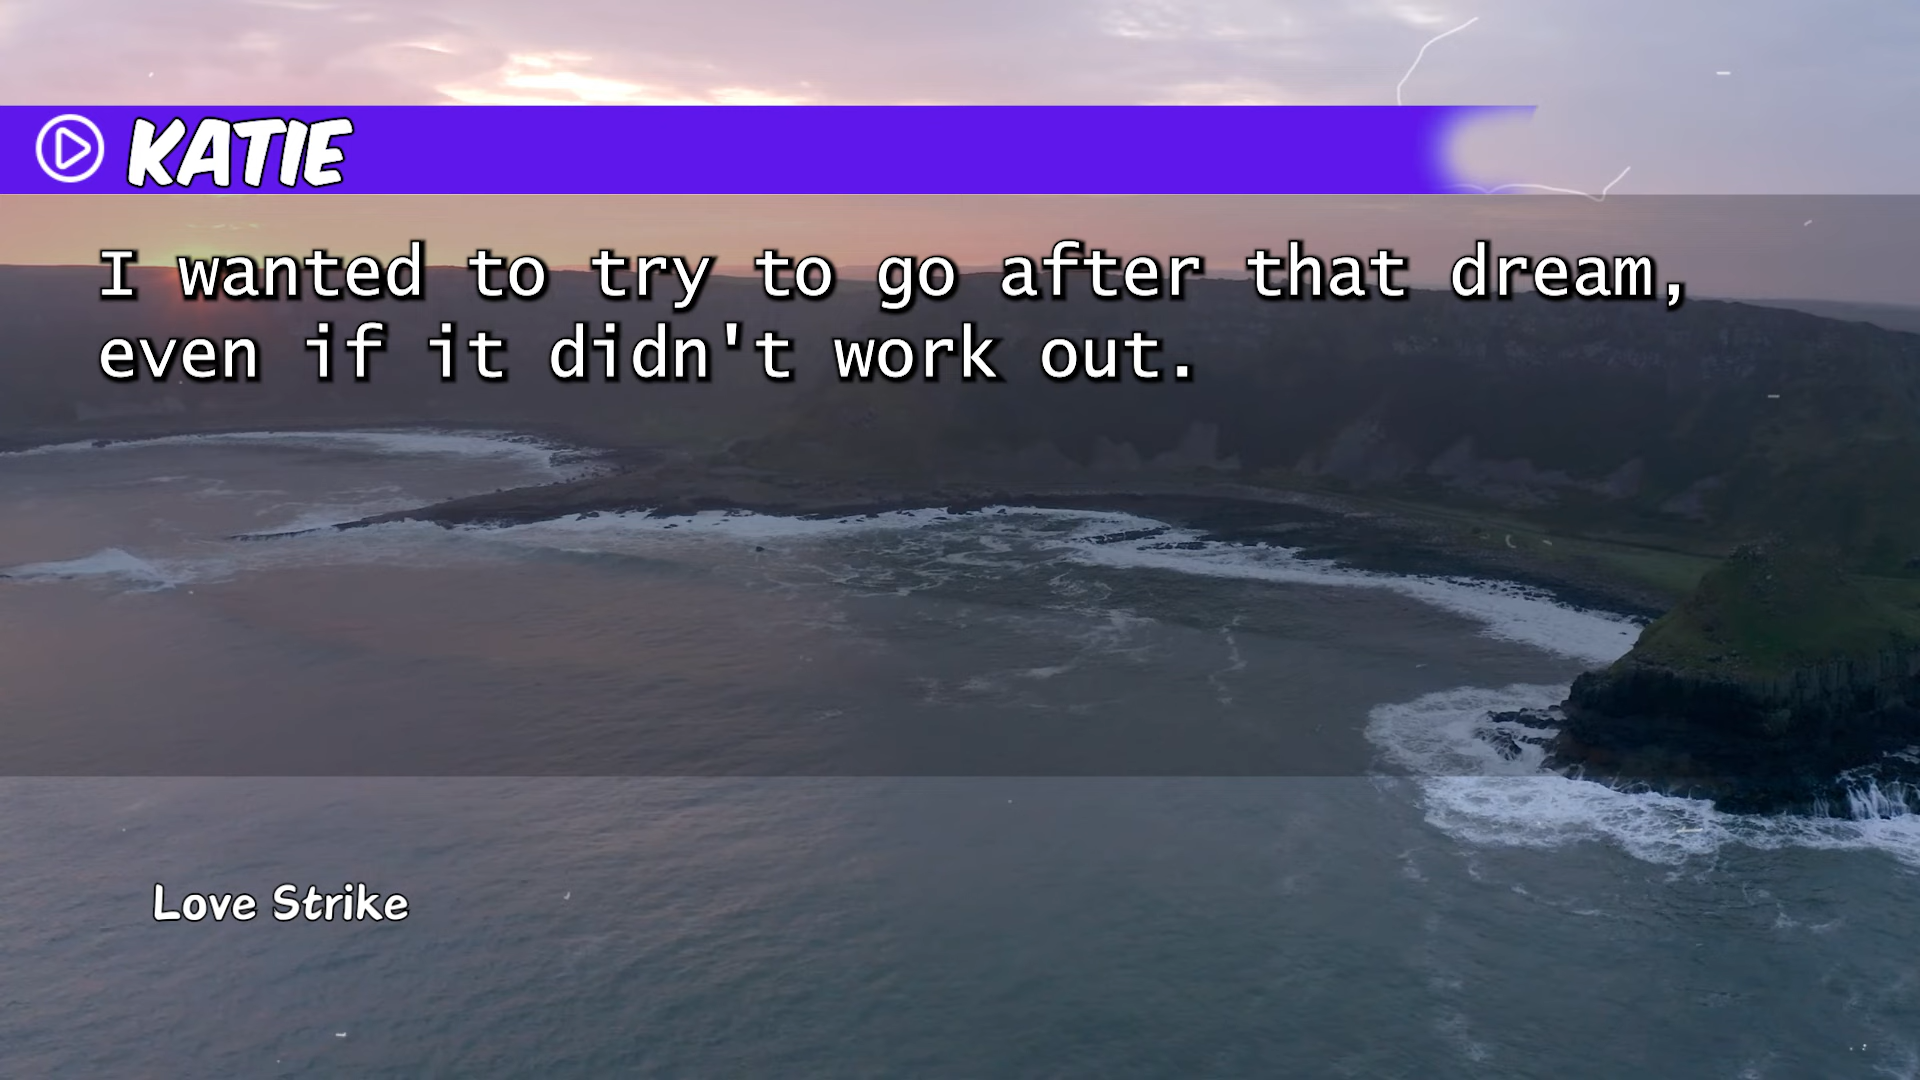 KATIE
I wanted to try to go after that dream,
even if it didn't work out.
Love Strike